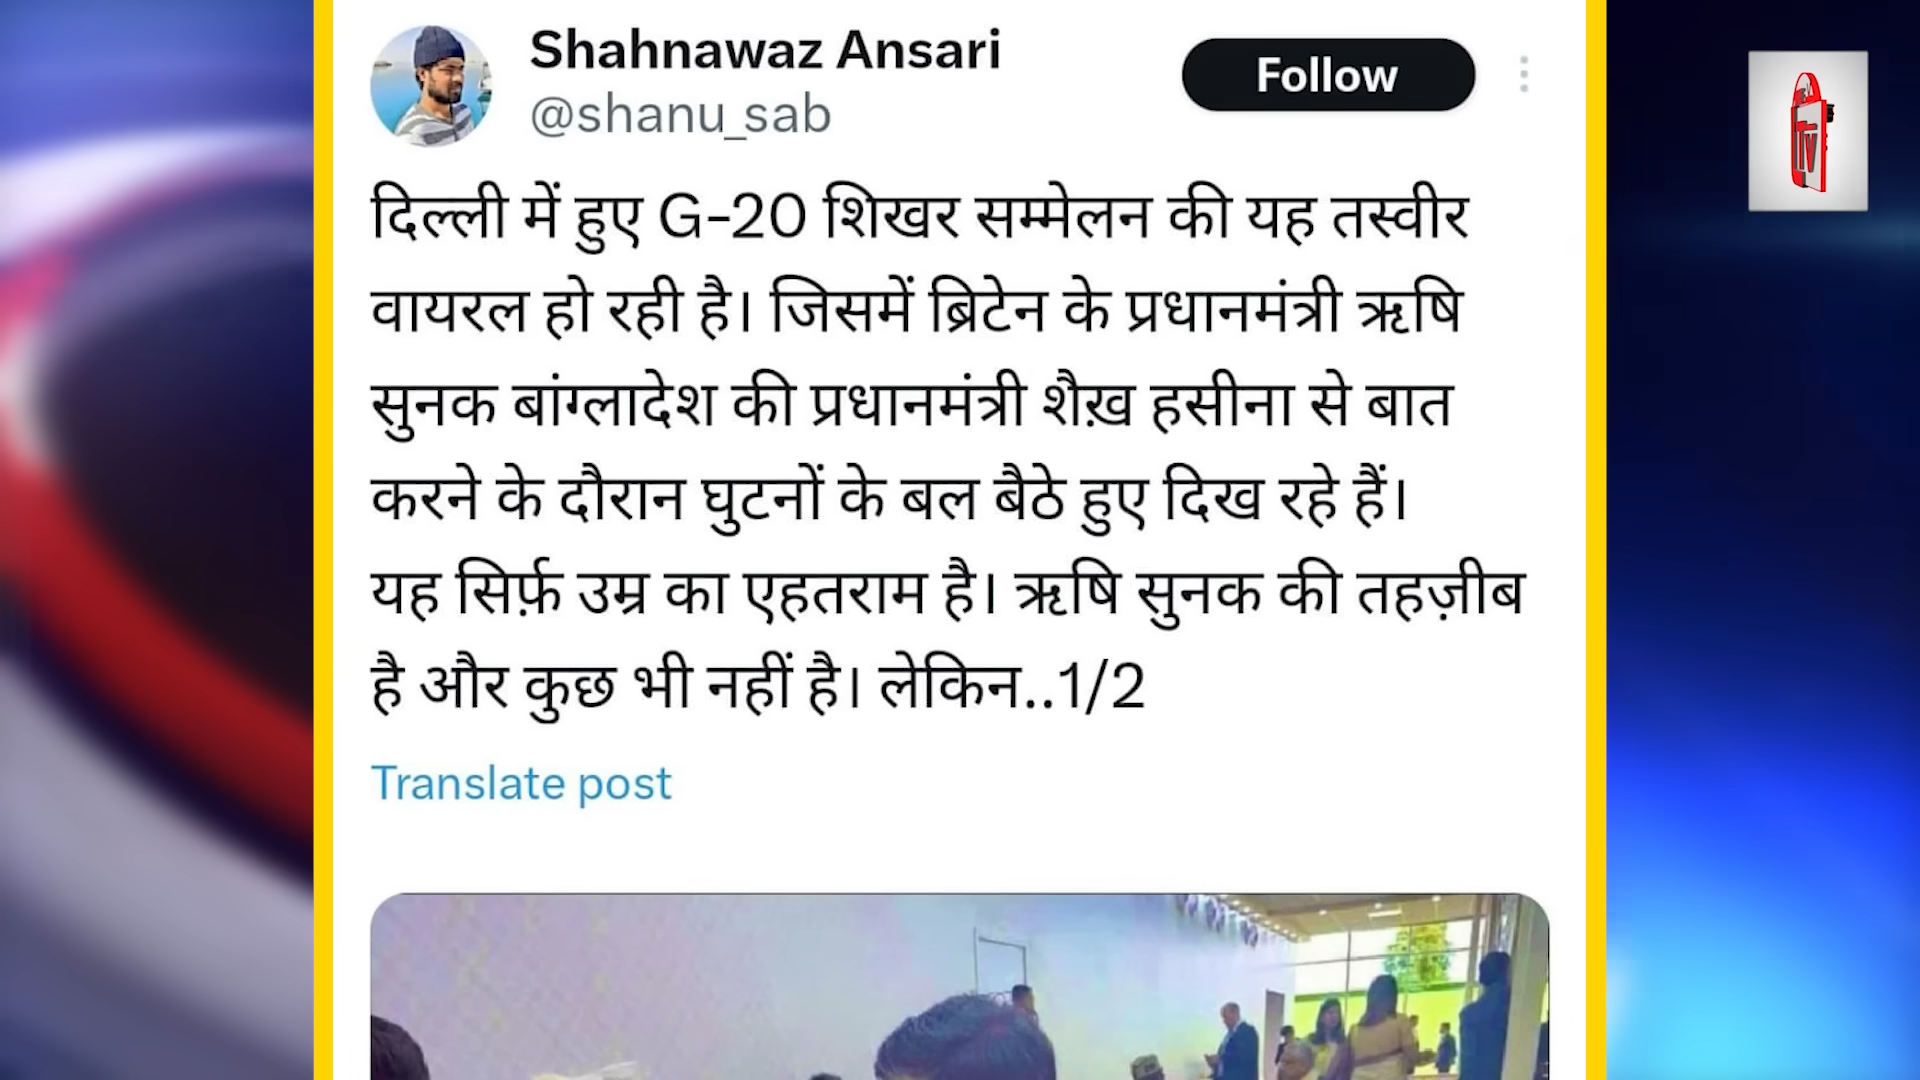 Shahnawaz Ansari
@shanu_sab
Follow
दिल्ली में हुए G-20 शिखर सम्मेलन की यह तस्वीर
वायरल हो रही है। जिसमें ब्रिटेन के प्रधानमंत्री ऋषि
सुनक बांग्लादेश की प्रधानमंत्री शैख़ हसीना से बात
करने के दौरान घुटनों के बल बैठे हुए दिख रहे हैं।
यह सिर्फ़ उम्र का एहतराम है। ऋषि सुनक की तहज़ीब
है और कुछ भी नहीं है। लेकिन..1/2
Translate post